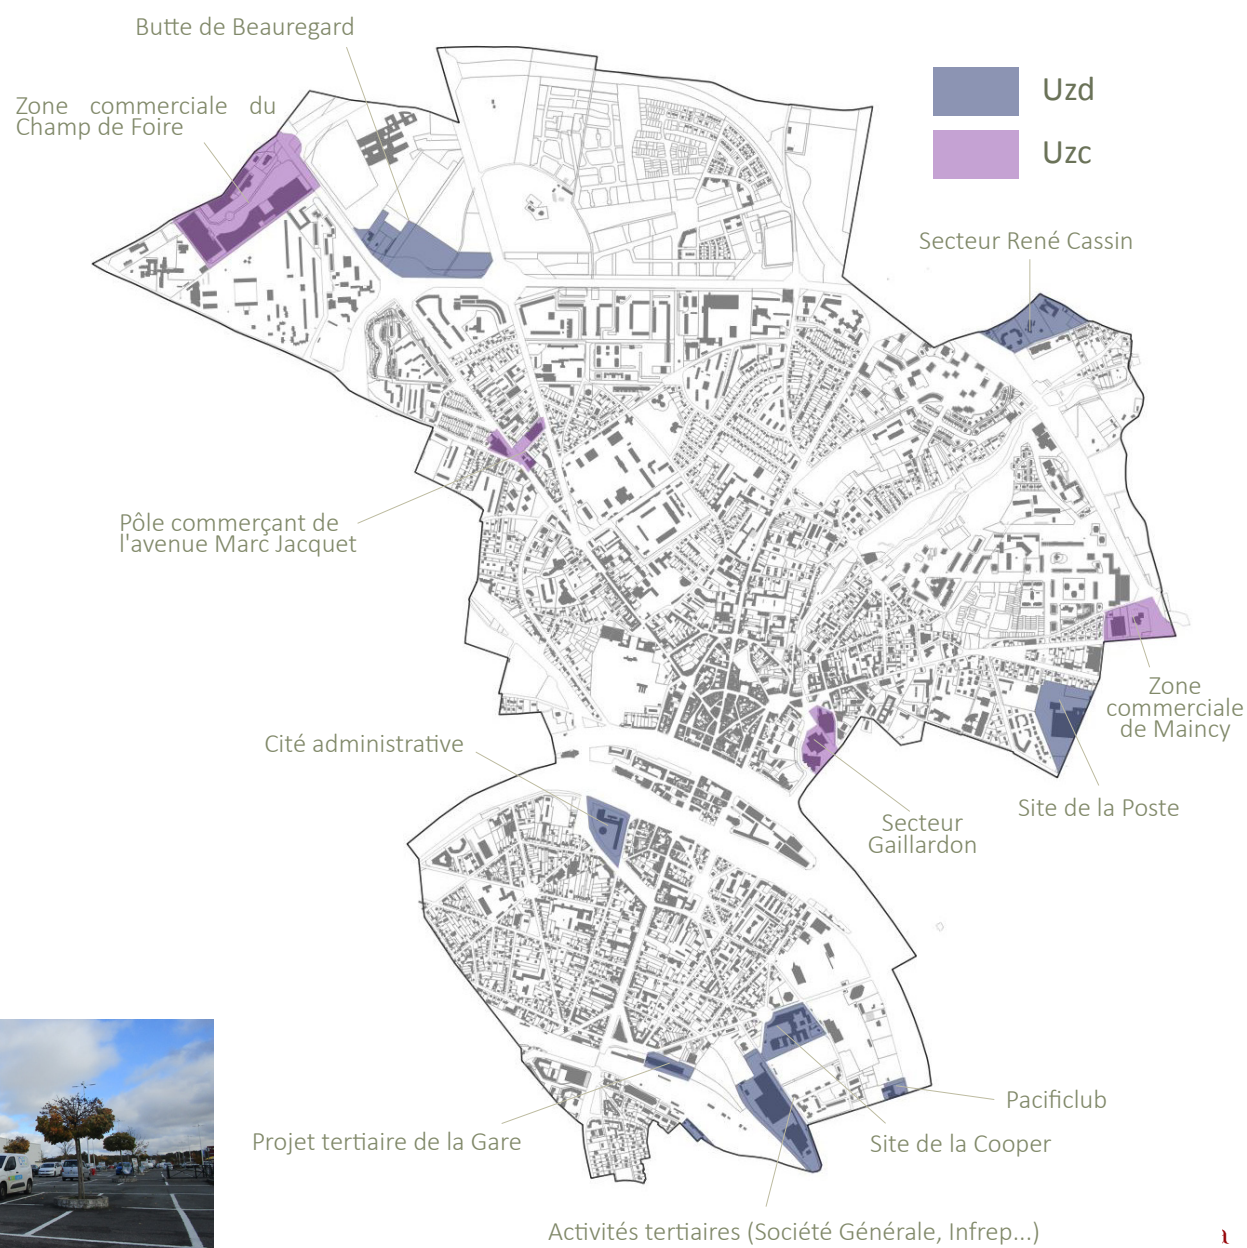 Butte de Beauregard
Zone commerciale du
Champ de Foire
Uzd
Uzc
Secteur René Cassin
Pôle commerçant de
l'avenue Marc Jacquet
Zone
commerciale
de Maincy
Cité administrative
Site de la Poste
Secteur
Gaillardon
Pacificlub
Projet tertiaire de la Gare
Site de la Cooper
Activités tertiaires (Société Générale, Infrep...)